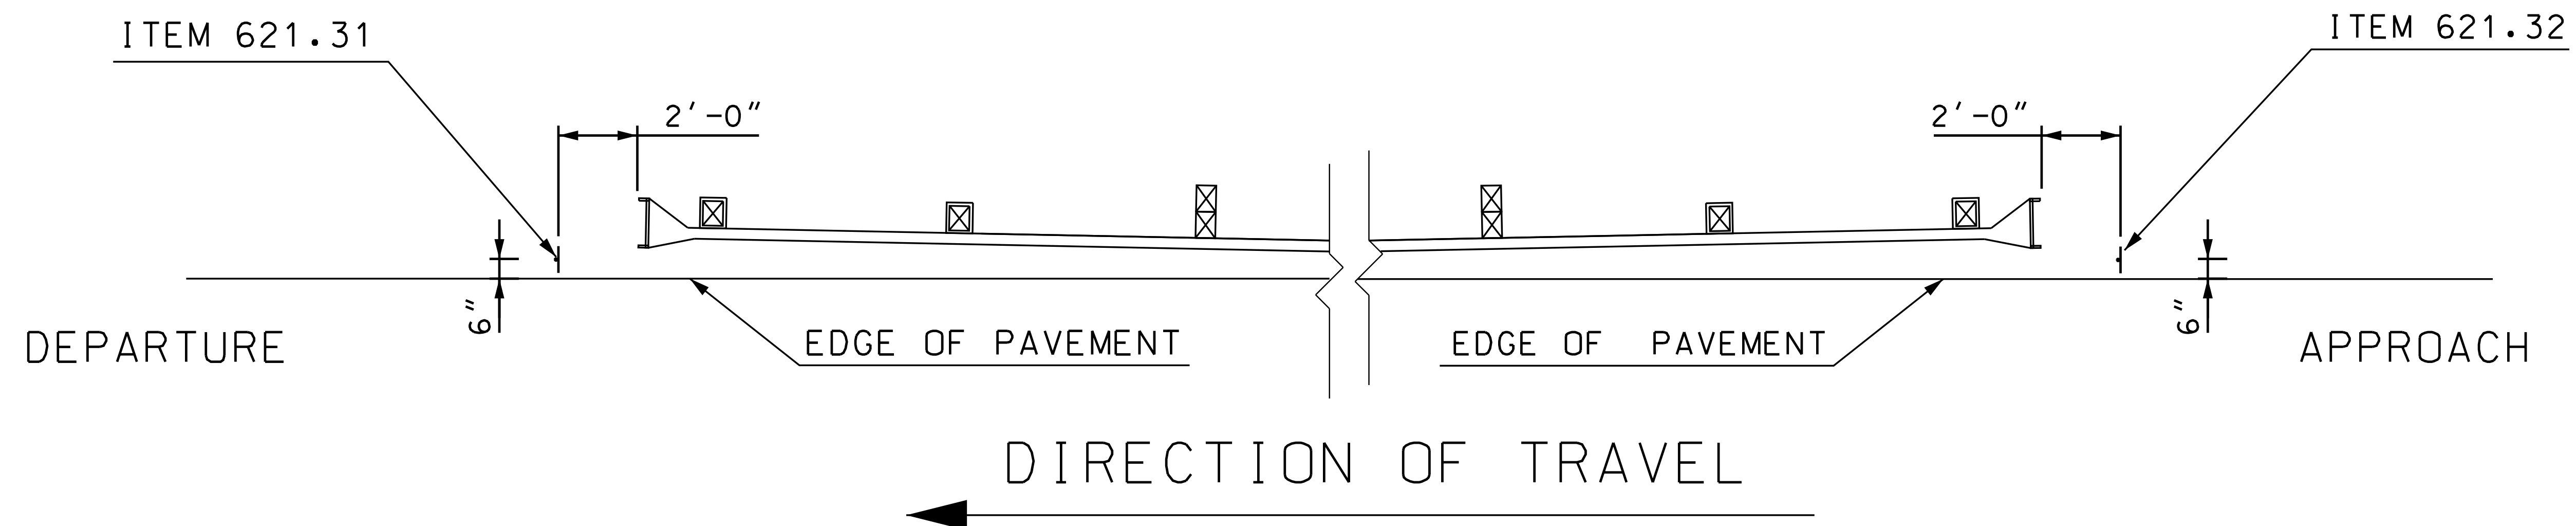 ITEM 621.31
ITEM 621.32
2'-0"
2'-0"
6"
6"
DEPARTURE
EDGE OF PAVEMENT
EDGE OF PAVEMENT
APPROACH
DIRECTION OF TRAVEL